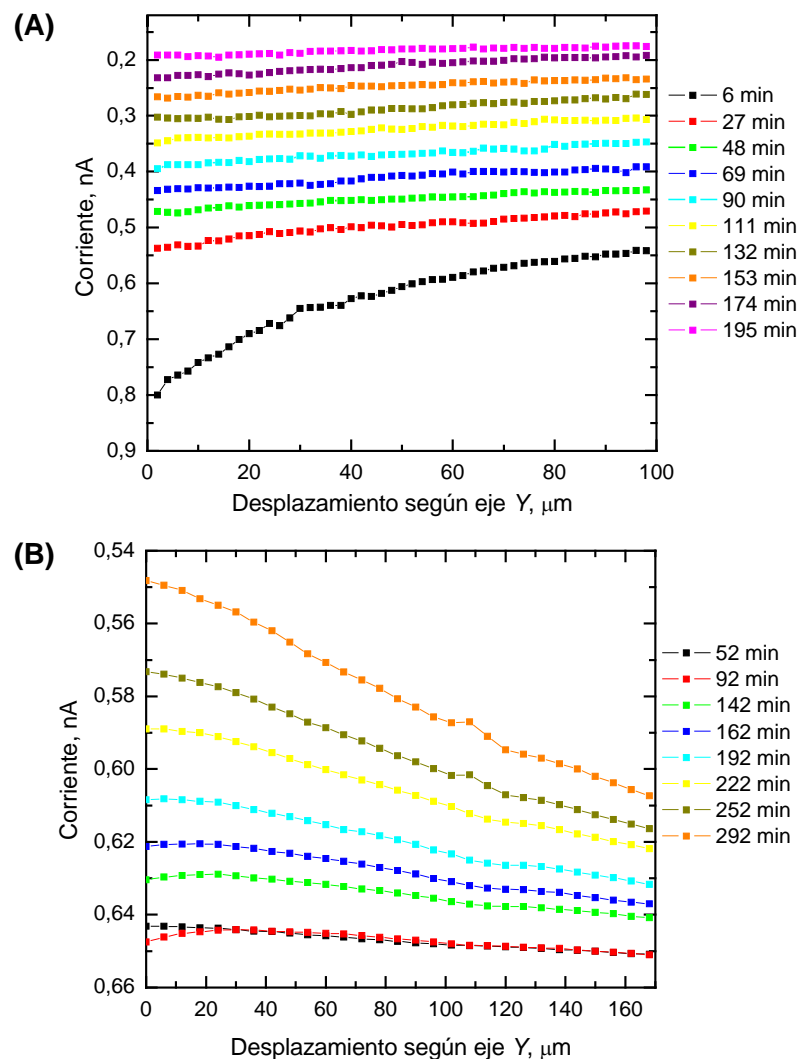 (A)
0,2
0,3
0,4
0,5
0,6
0,7
0,8
0,9
Corriente, nA
0 20 40 60 80 100
Desplazamiento según eje Y, μm
6 min
27 min
48 min
69 min
90 min
111 min
132 min
153 min
174 min
195 min
(B)
0,54
0,56
0,58
0,60
0,62
0,64
0,66
Corriente, nA
0 20 40 60 80 100 120 140 160
Desplazamiento según eje Y, μm
52 min
92 min
142 min
162 min
192 min
222 min
252 min
292 min